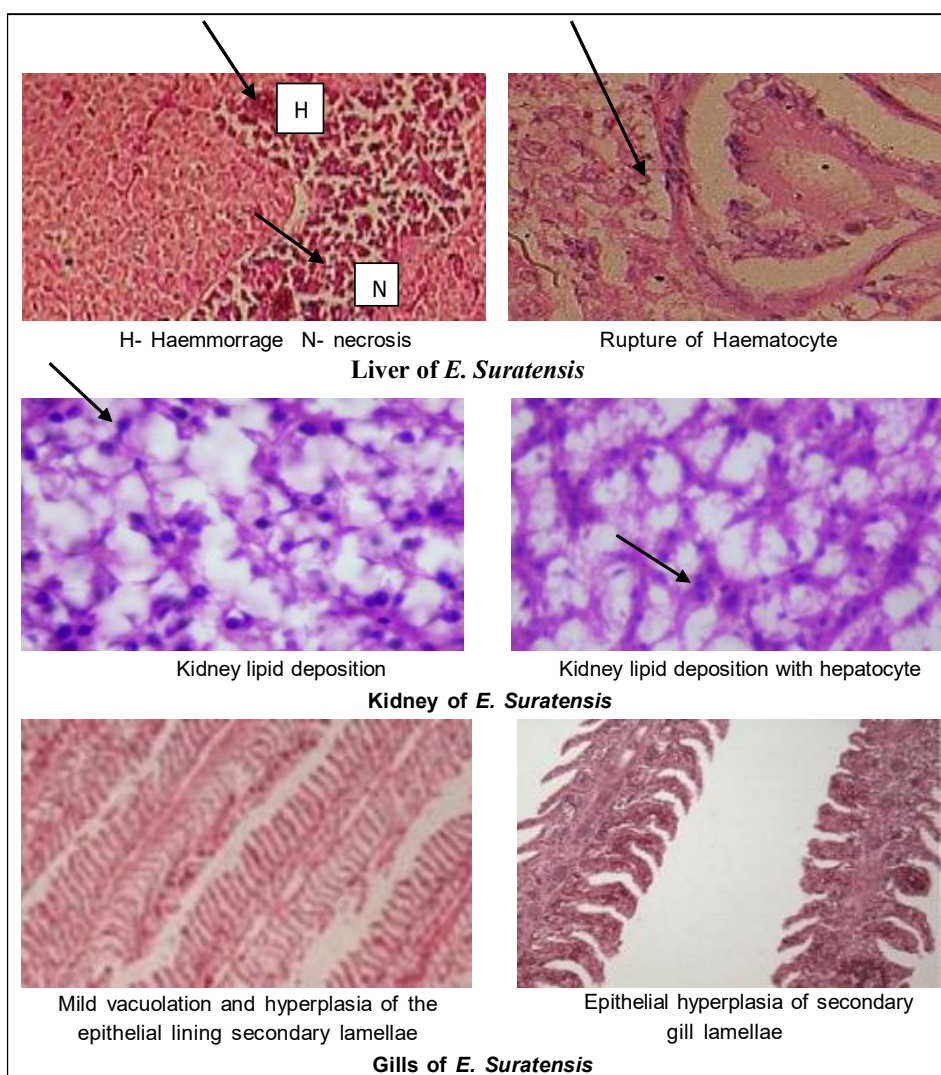 H
N
H- Haemmorrage N- necrosis
Rupture of Haematocyte
Liver of E. Suratensis
Kidney lipid deposition
Kidney lipid deposition with hepatocyte
Kidney of E. Suratensis
Mild vacuolation and hyperplasia of the
epithelial lining secondary lamellae
Epithelial hyperplasia of secondary
gill lamellae
Gills of E. Suratensis